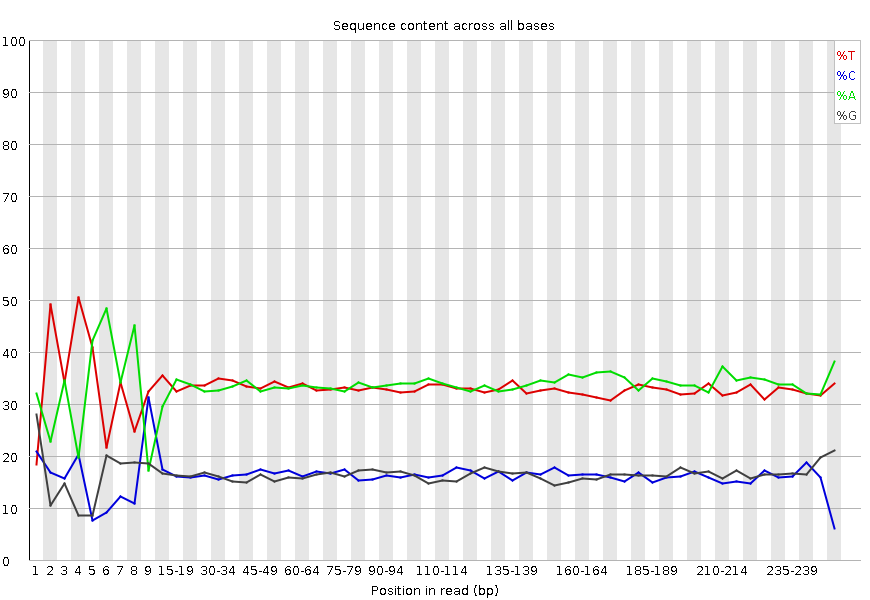 Sequence content across all bases
100
90
80
70
60
50
40
30
20
10
0
%T
%C
%A
%G
1 2 3 4 5 6 7 8 9 15-19 30-34 45-49 60-64 75-79 90-94 110-114 135-139 160-164 185-189 210-214 235-239
Position in read (bp)